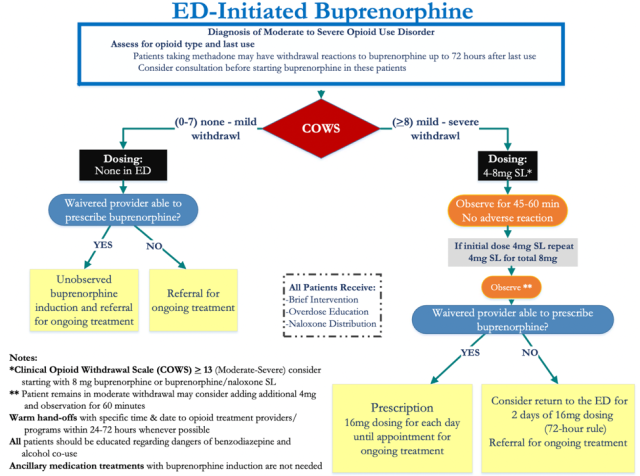 ED-Initiated Buprenorphine
Diagnosis of Moderate to Severe Opioid Use Disorder
Assess for opioid type and last use
Patients taking methadone may have withdrawal reactions to buprenorphine up to 72 hours after last use
Consider consultation before starting buprenorphine in these patients
(0-7) none - mild
withdrawl
COWS
(≥8) mild - severe
withdrawal
Dosing:
None in ED
Dosing:
4-8mg SL*
Waivered provider able to
prescribe buprenorphine?
Observe for 45-60 min
No adverse reaction
YES
NO
If initial dose 4mg SL repeat
4mg SL for total 8mg
Unobserved
buprenorphine
induction and referral
for ongoing treatment
Referral for
ongoing treatment
All Patients Receive:
-Brief Intervention
-Overdose Education
-Naloxone Distribution
Observe **
Waivered provider able to prescribe
buprenorphine?
YES
NO
Prescription
16mg dosing for each day
until appointment for
ongoing treatment
Consider return to the ED for
2 days of 16mg dosing
(72-hour rule)
Referral for ongoing treatment
Notes:
*Clinical Opioid Withdrawal Scale (COWS) ≥ 13 (Moderate-Severe) consider
starting with 8 mg buprenorphine or buprenorphine/naloxone SL
** Patient remains in moderate withdrawal may consider adding additional 4mg
and observation for 60 minutes
Warm hand-offs with specific time & date to opioid treatment providers/
programs within 24-72 hours whenever possible
All patients should be educated regarding dangers of benzodiazepine and
alcohol co-use
Ancillary medication treatments with buprenorphine induction are not needed